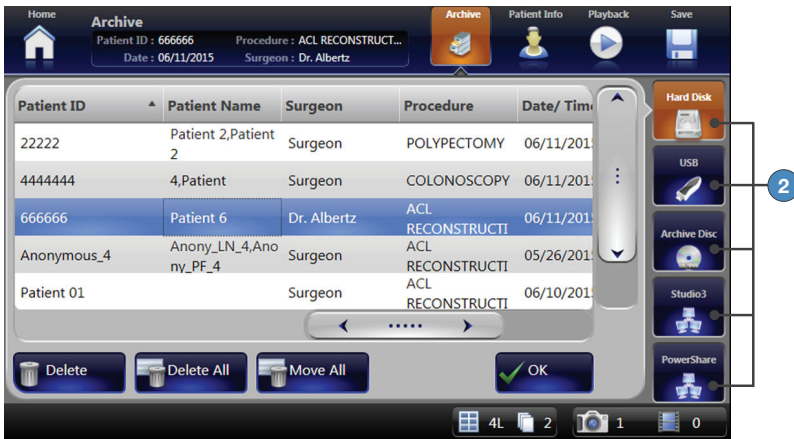 Home
Archive
Patient ID : 666666 Procedure : ACL RECONSTRUCT...
Date : 06/11/2015 Surgeon : Dr. Albertz
Archive
Patient Info
Playback
Save
Patient ID Patient Name Surgeon Procedure Date/ Time
22222 Patient 2,Patient 2 Surgeon POLYPECTOMY 06/11/201
4444444 4,Patient Surgeon COLONOSCOPY 06/11/201
666666 Patient 6 Dr. Albertz ACL RECONSTRUCTI 06/11/201
Anonymous_4 Anony_LN_4,Anony_PF_4 Surgeon ACL RECONSTRUCTI 05/26/201
Patient 01 Surgeon ACL RECONSTRUCTI 06/10/201
Hard Disk
USB
2
Archive Disc
Studio3
PowerShare
Delete Delete All Move All OK
4L 2 1 0